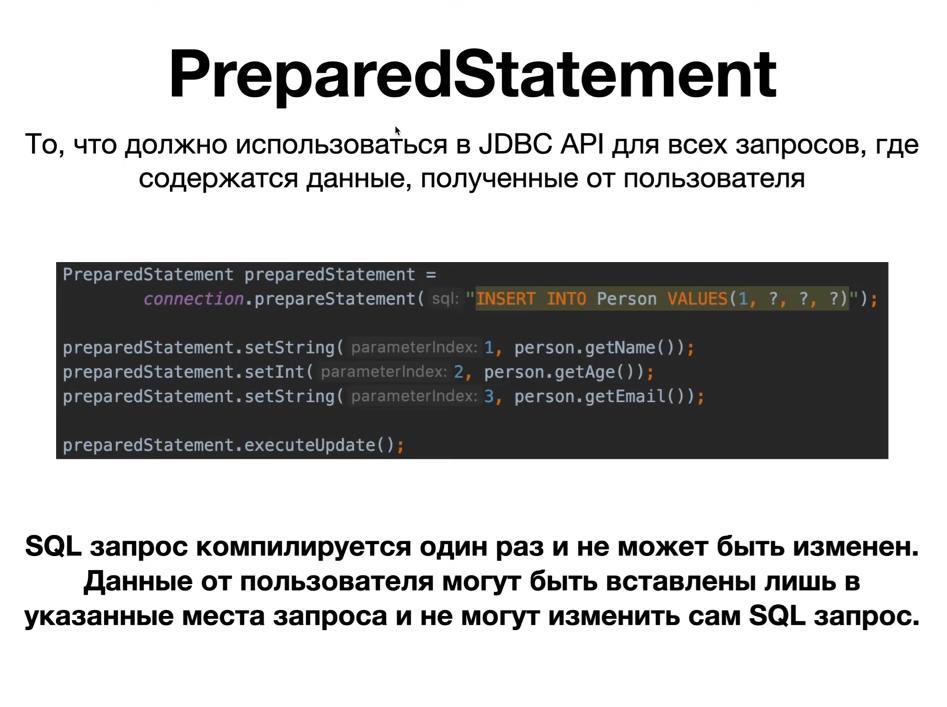 PreparedStatement
То, что должно использоваться в JDBC API для всех запросов, где
содержатся данные, полученные от пользователя
PreparedStatement preparedStatement =
connection.prepareStatement( sql: "INSERT INTO Person VALUES(1, ?, ?, ?)");
preparedStatement.setString( parameterIndex: 1, person.getName());
preparedStatement.setInt( parameterIndex: 2, person.getAge());
preparedStatement.setString( parameterIndex: 3, person.getEmail());
preparedStatement.executeUpdate();
SQL запрос компилируется один раз и не может быть изменен.
Данные от пользователя могут быть вставлены лишь в
указанные места запроса и не могут изменить сам SQL запрос.